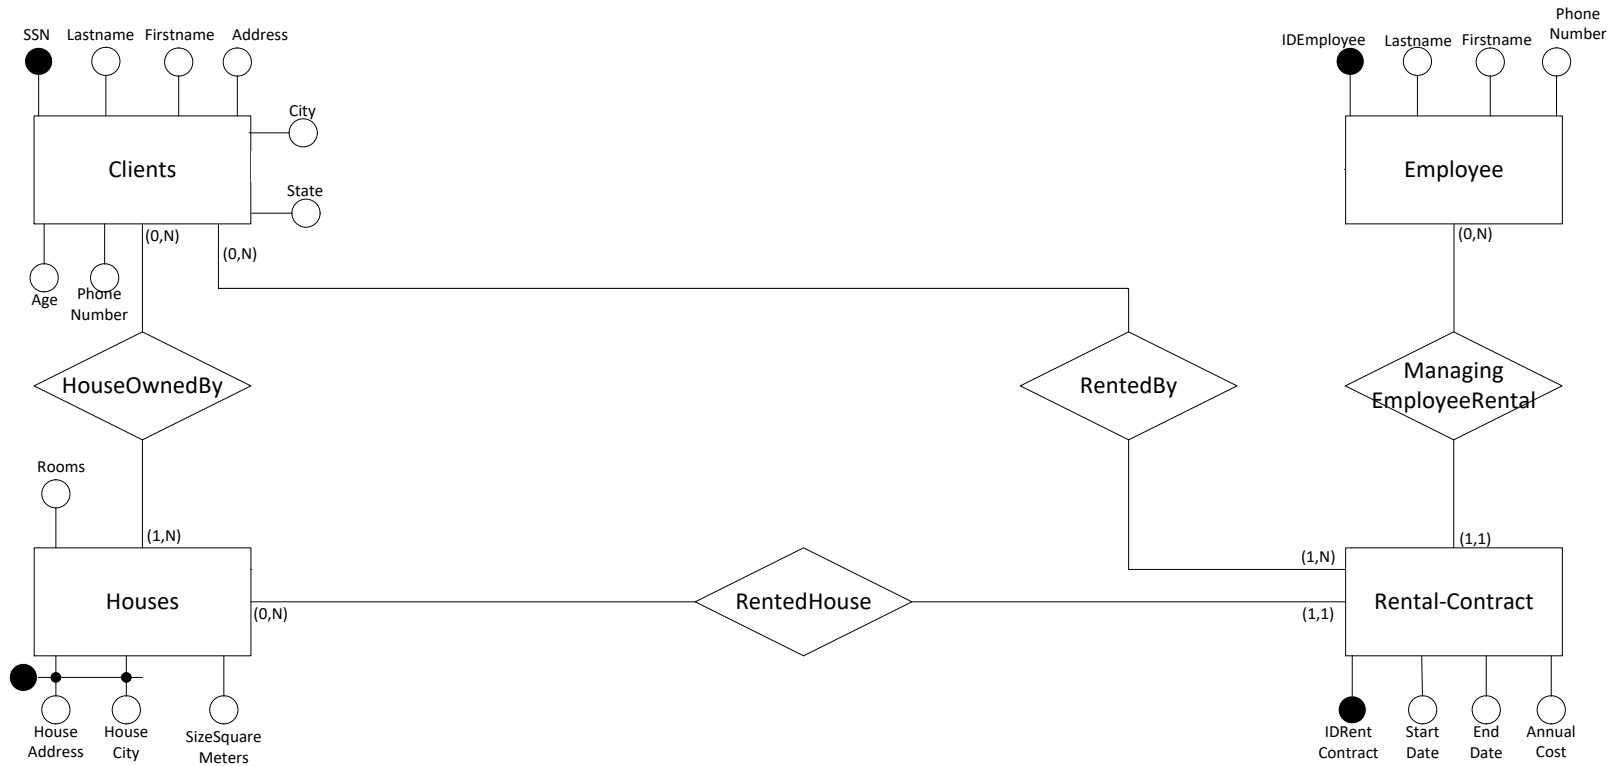 SSN
Lastname
Firstname
Address
City
Clients
State
(0,N)
(0,N)
Age
Phone
Number
HouseOwnedBy
Rooms
(1,N)
Houses
(0,N)
House
Address
House
City
SizeSquare
Meters
RentedHouse
RentedBy
Phone
Number
IDEmployee
Lastname
Firstname
Employee
(0,N)
Managing
EmployeeRental
(1,1)
(1,N)
Rental-Contract
(1,1)
IDRent
Contract
Start
Date
End
Date
Annual
Cost